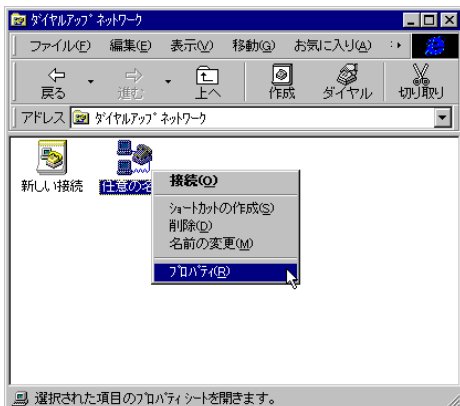 ﾀﾞｲﾔﾙｱｯﾌﾟ ﾈｯﾄﾜｰｸ
ファイル(F) 編集(E) 表示(V) 移動(G) お気に入り(A)
戻る 進む 上へ 作成 ダイヤル 切り取り
アドレス ﾀﾞｲﾔﾙｱｯﾌﾟ ﾈｯﾄﾜｰｸ
新しい接続 任意の名
接続(O)
ｼｮｰﾄｶｯﾄの作成(S)
削除(D)
名前の変更(M)
ﾌﾟﾛﾊﾟﾃｨ(R)
選択された項目のﾌﾟﾛﾊﾟﾃｨ ｼｰﾄを開きます。